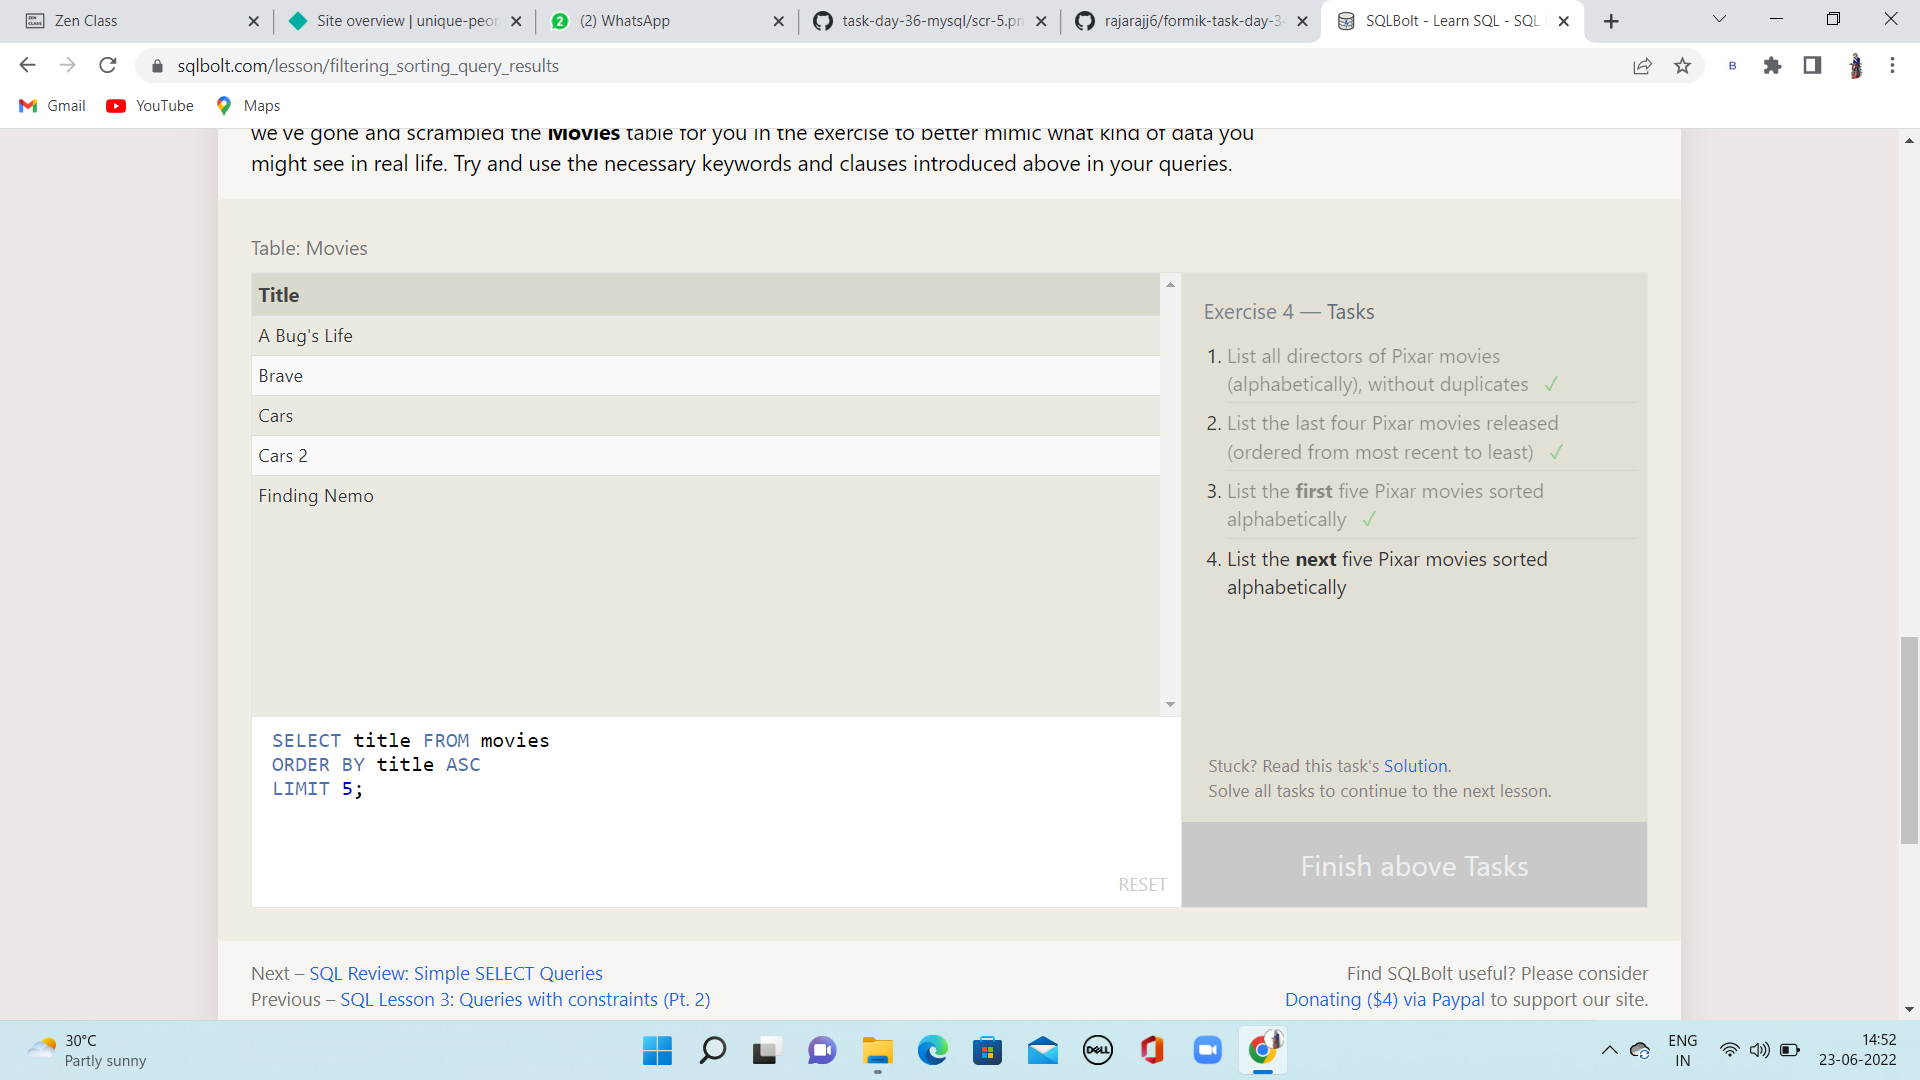 Zen Class
Site overview | unique-peor
(2) WhatsApp
task-day-36-mysql/scr-5.pn
rajarajj6/formik-task-day-34
SQLBolt - Learn SQL - SQL
sqlbolt.com/lesson/filtering_sorting_query_results
B
Gmail
YouTube
Maps
we've gone and scrambled the Movies table for you in the exercise to better mimic what kind of data you
might see in real life. Try and use the necessary keywords and clauses introduced above in your queries.
Table: Movies
Title
A Bug's Life
Brave
Cars
Cars 2
Finding Nemo
SELECT title FROM movies
ORDER BY title ASC
LIMIT 5;
RESET
Exercise 4 — Tasks
1. List all directors of Pixar movies
(alphabetically), without duplicates ✓
2. List the last four Pixar movies released
(ordered from most recent to least) ✓
3. List the first five Pixar movies sorted
alphabetically ✓
4. List the next five Pixar movies sorted
alphabetically
Stuck? Read this task's Solution.
Solve all tasks to continue to the next lesson.
Finish above Tasks
Next – SQL Review: Simple SELECT Queries
Previous – SQL Lesson 3: Queries with constraints (Pt. 2)
Find SQLBolt useful? Please consider
Donating ($4) via Paypal to support our site.
30°C
Partly sunny
DELL
ENG
IN
14:52
23-06-2022